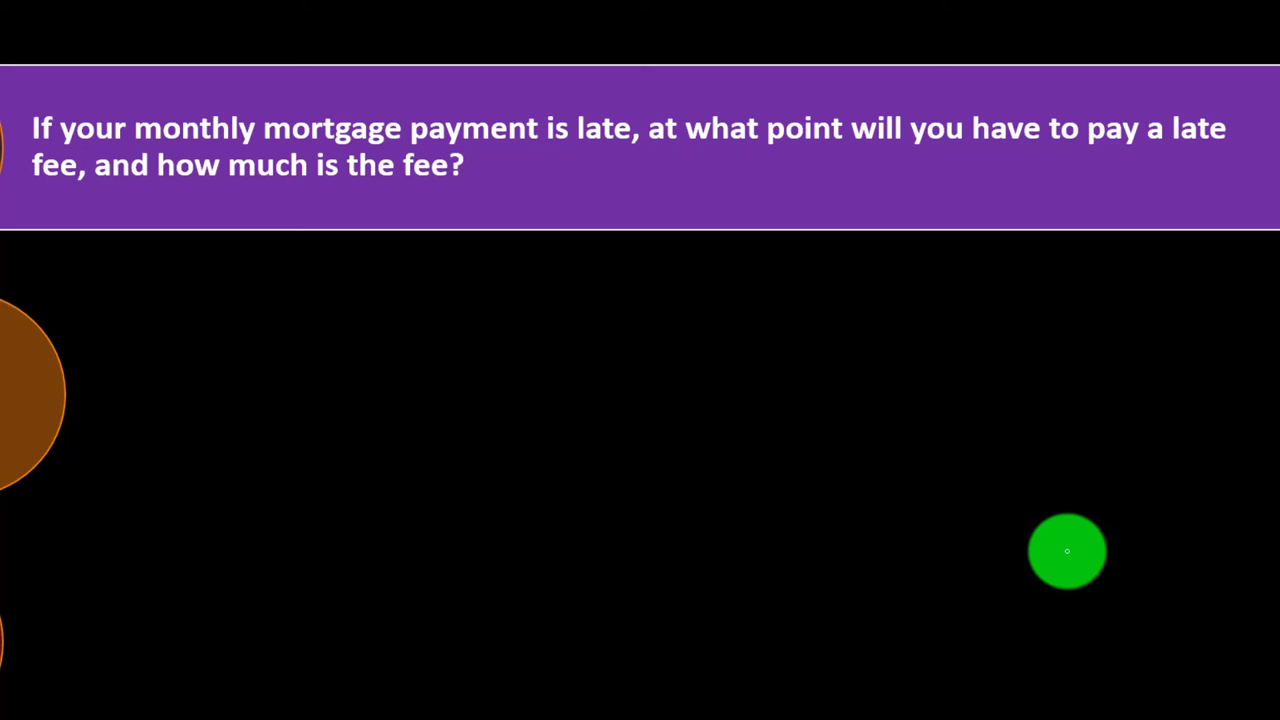 If your monthly mortgage payment is late, at what point will you have to pay a late
fee, and how much is the fee?